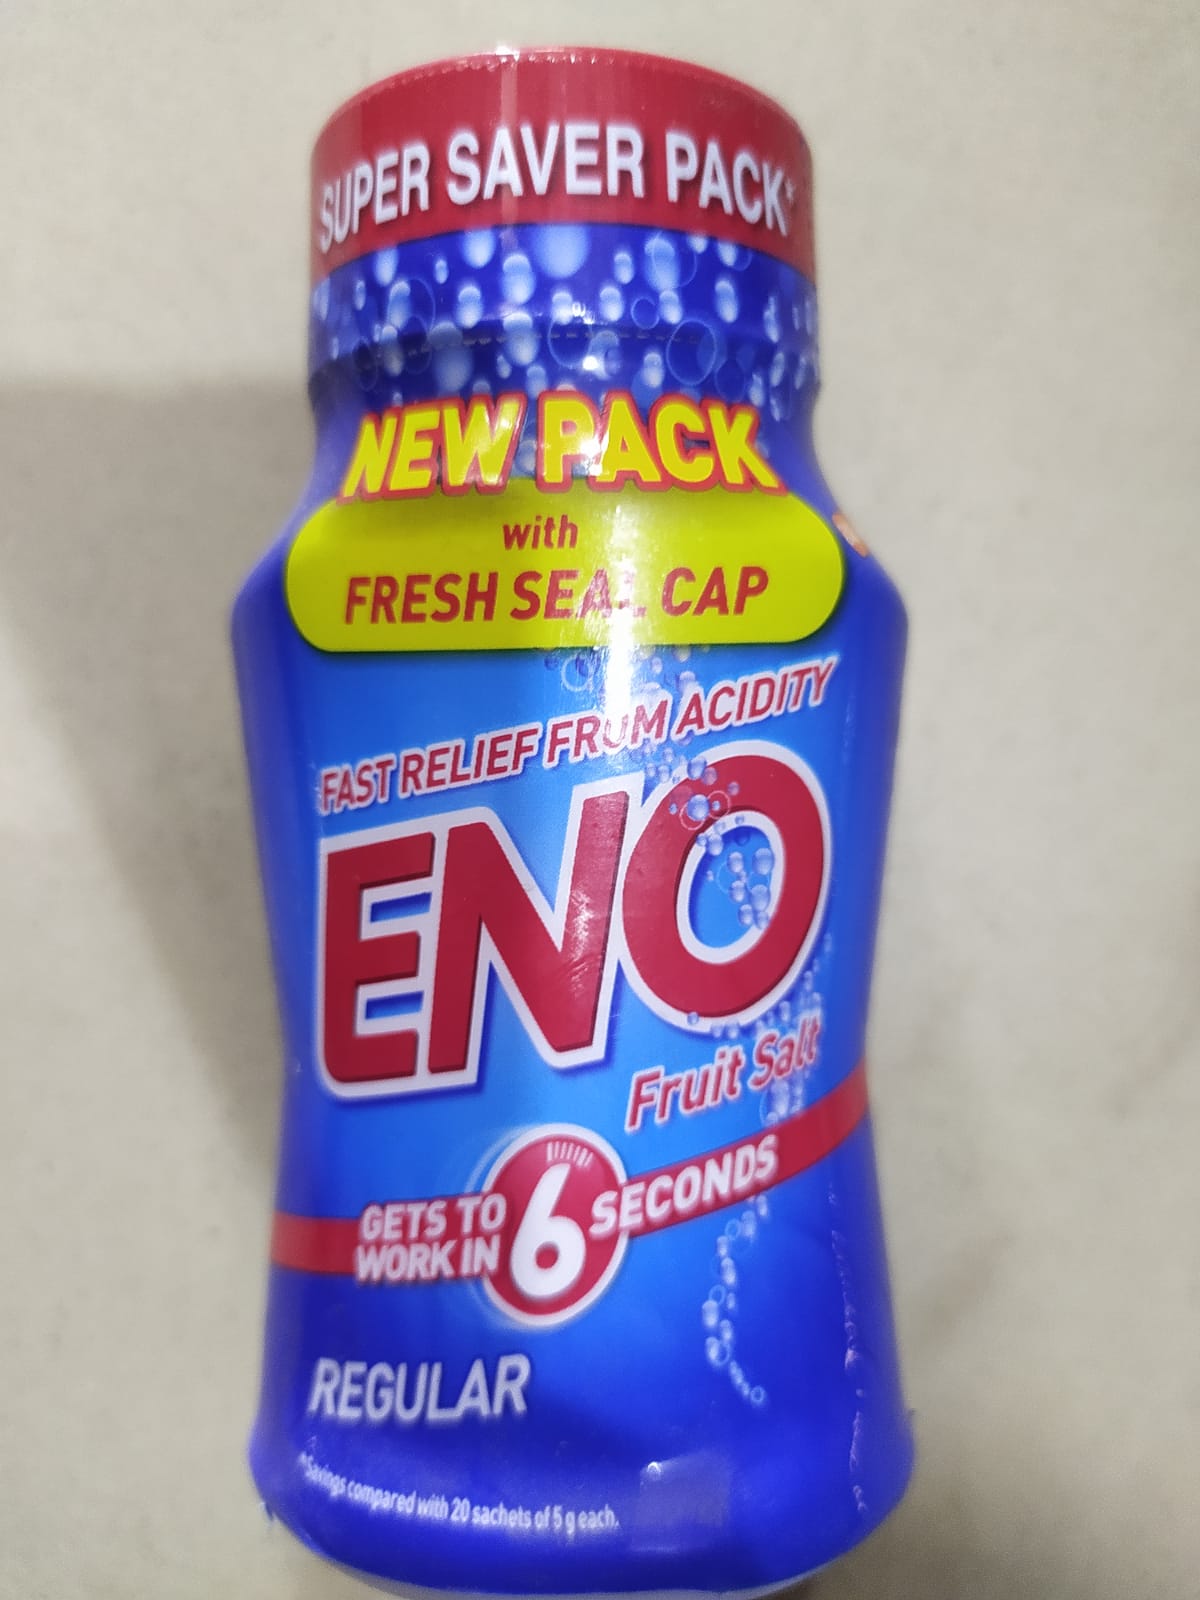 SUPER SAVER PACK*
NEW PACK
with
FRESH SEAL CAP
FAST RELIEF FROM ACIDITY
ENO
Fruit Salt
GETS TO
WORK IN
6
SECONDS
REGULAR
*Savings compared with 20 sachets of 5 g each.